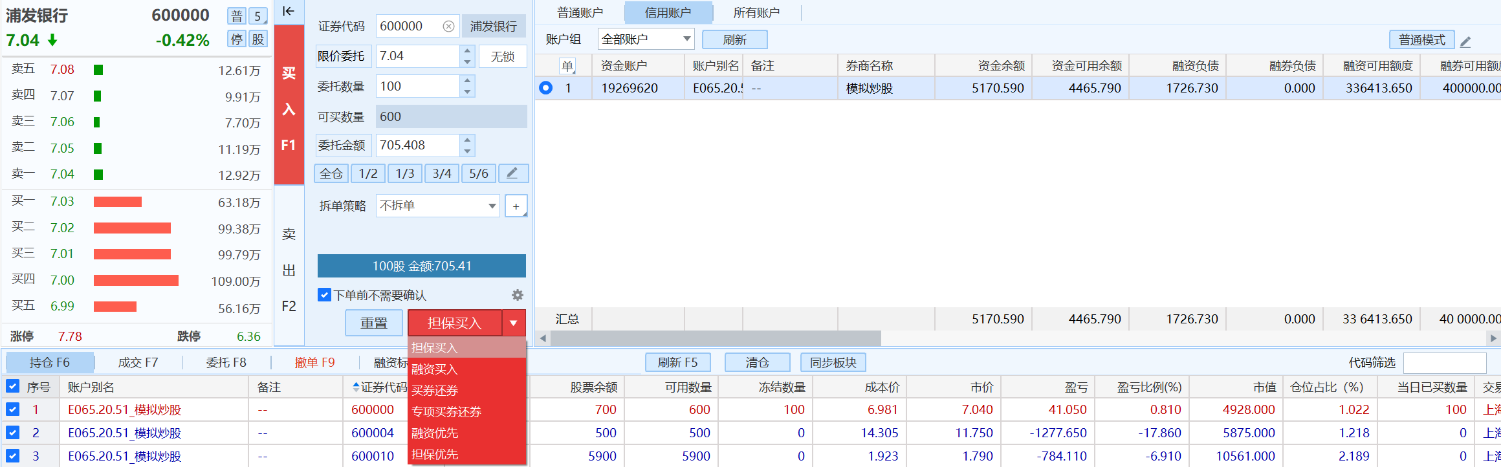 浦发银行 600000 普 5
7.04 -0.42% 停 股
卖五 7.08 12.61万
卖四 7.07 9.91万
卖三 7.06 7.70万
卖二 7.05 11.19万
卖一 7.04 12.92万
买一 7.03 63.18万
买二 7.02 99.38万
买三 7.01 99.79万
买四 7.00 109.00万
买五 6.99 56.16万
涨停 7.78 跌停 6.36
买
入
F1
卖
出
F2
证券代码 600000 浦发银行
限价委托 7.04 无锁
委托数量 100
可买数量 600
委托金额 705.408
全仓 1/2 1/3 3/4 5/6
拆单策略 不拆单 +
100股 金额:705.41
下单前不需要确认
重置 担保买入
担保买入
融资买入
买券还券
专项买券还券
融资优先
担保优先
普通账户 信用账户 所有账户
账户组 全部账户 刷新 普通模式
单 资金账户 账户别名 备注 券商名称 资金余额 资金可用余额 融资负债 融券负债 融资可用额度 融券可用额度
1 19269620 E065.20.5 -- 模拟炒股 5170.590 4465.790 1726.730 0.000 336413.650 400000.00
汇总 5170.590 4465.790 1726.730 0.000 33 6413.650 40 0000.00
持仓 F6 成交 F7 委托 F8 撤单 F9 融资标 刷新 F5 清仓 同步板块 代码筛选
序号 账户别名 备注 证券代码 股票余额 可用数量 冻结数量 成本价 市价 盈亏 盈亏比例(%) 市值 仓位占比（%） 当日已买数量 交易
1 E065.20.51_模拟炒股 -- 600000 700 600 100 6.981 7.040 41.050 0.810 4928.000 1.022 100 上海
2 E065.20.51_模拟炒股 -- 600004 500 500 0 14.305 11.750 -1277.650 -17.860 5875.000 1.218 0 上海
3 E065.20.51_模拟炒股 -- 600010 5900 5900 0 1.923 1.790 -784.110 -6.910 10561.000 2.189 0 上海